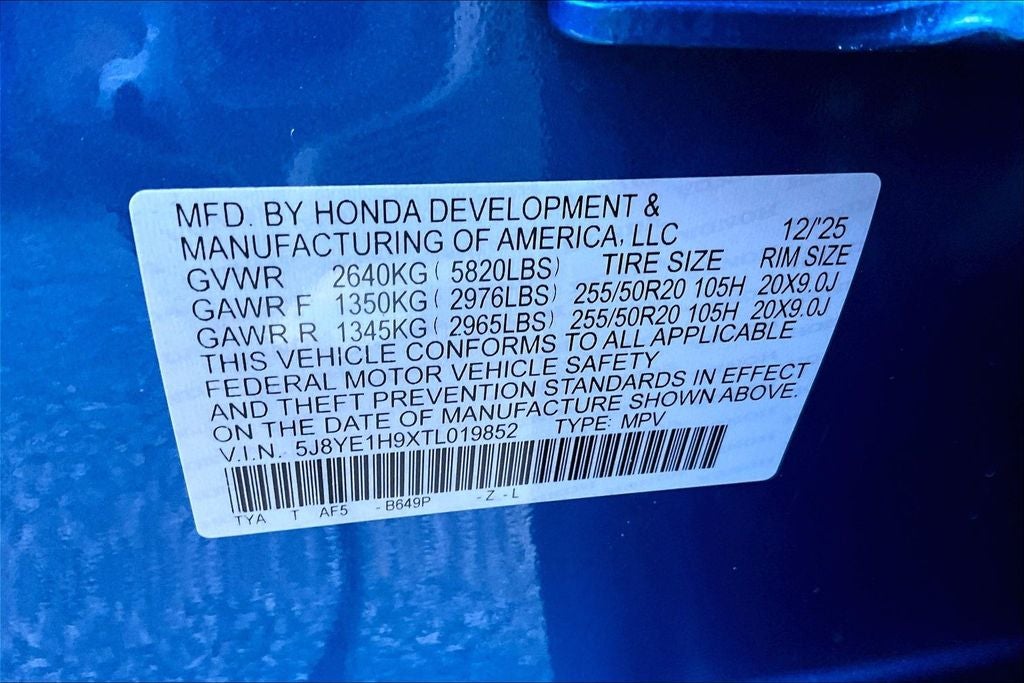 MFD. BY HONDA DEVELOPMENT &
MANUFACTURING OF AMERICA, LLC 12/'25
GVWR 2640KG ( 5820LBS) TIRE SIZE RIM SIZE
GAWR F 1350KG ( 2976LBS) 255/50R20 105H 20X9.0J
GAWR R 1345KG ( 2965LBS) 255/50R20 105H 20X9.0J
THIS VEHICLE CONFORMS TO ALL APPLICABLE
FEDERAL MOTOR VEHICLE SAFETY
AND THEFT PREVENTION STANDARDS IN EFFECT
ON THE DATE OF MANUFACTURE SHOWN ABOVE.
V.I.N. 5J8YE1H9XTL019852 TYPE: MPV
TYA T AF5 - B649P - Z - L